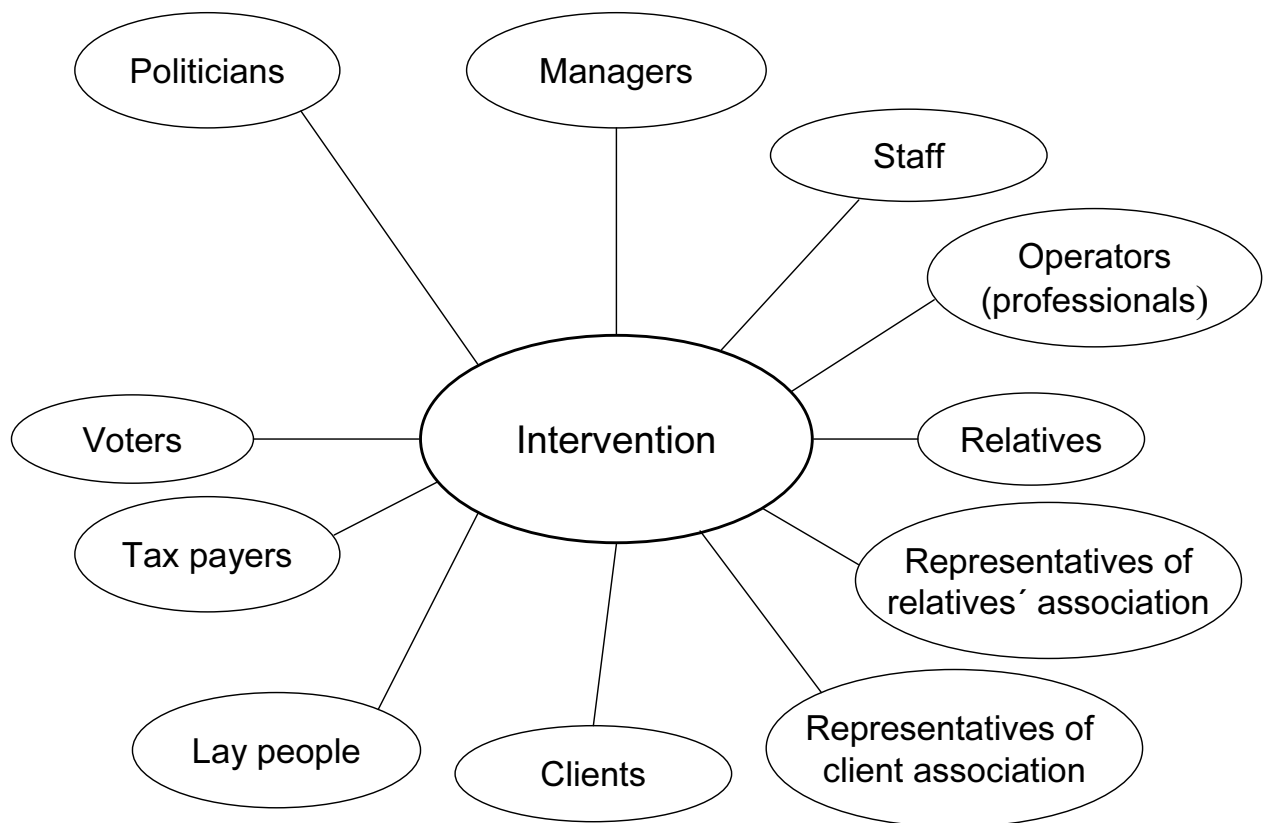 Politicians
Managers
Staff
Operators
(professionals)
Intervention
Voters
Relatives
Tax payers
Representatives of
relatives´ association
Representatives of
client association
Lay people
Clients